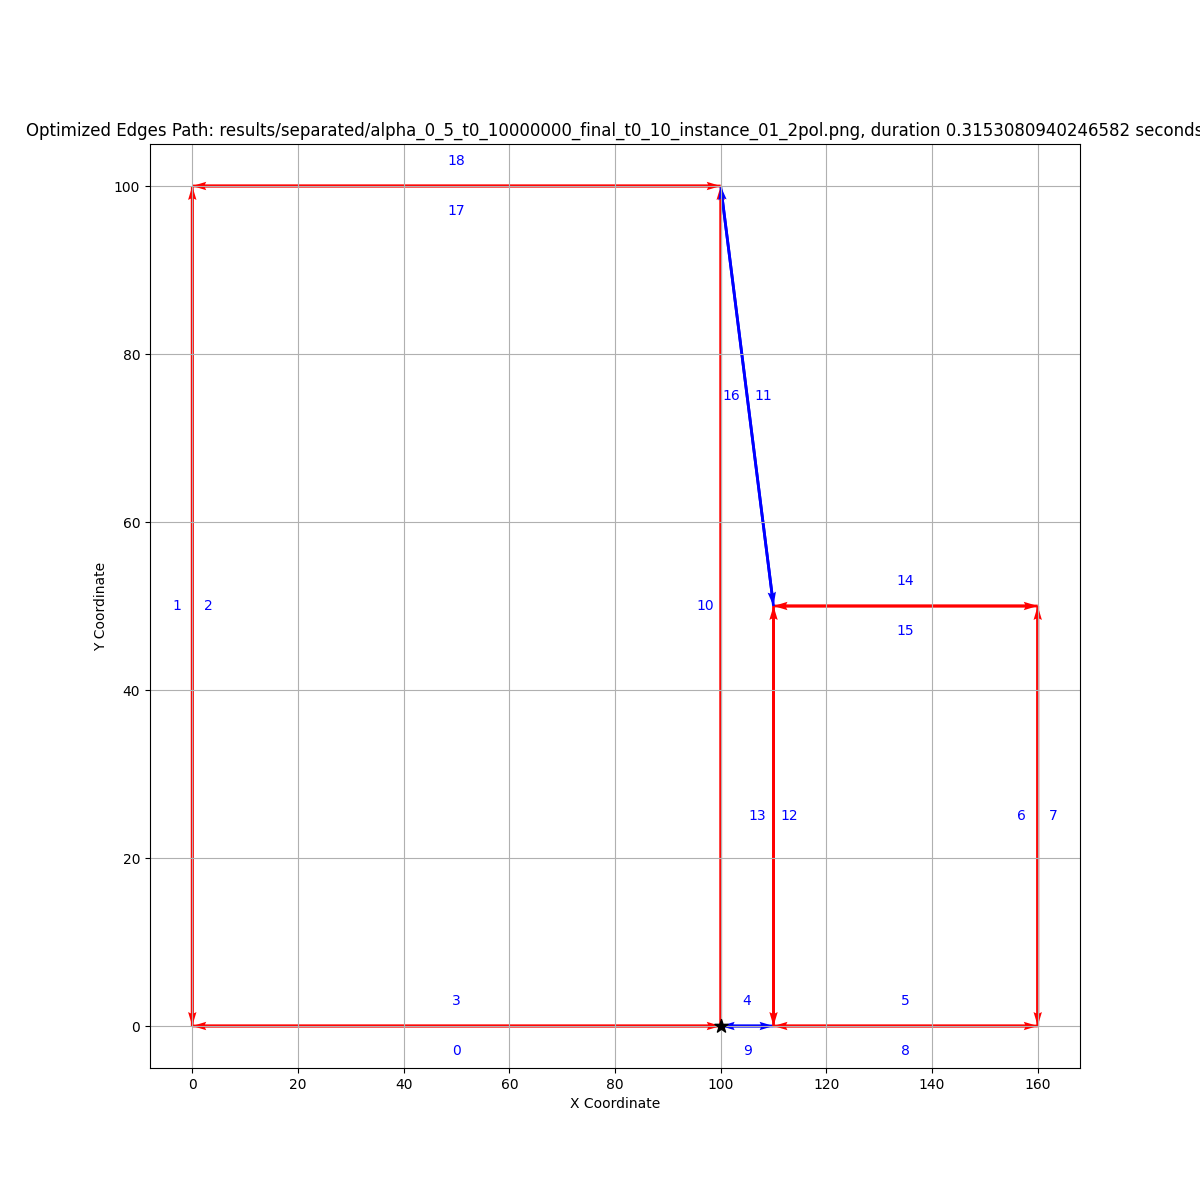 Optimized Edges Path: results/separated/alpha_0_5_t0_10000000_final_t0_10_instance_01_2pol.png, duration 0.3153080940246582 seconds
18
100
17
80
16 11
60
14
Y Coordinate
1 2 10
15
40
13 12 6 7
20
3 4 5
0
0 9 8
0 20 40 60 80 100 120 140 160
X Coordinate